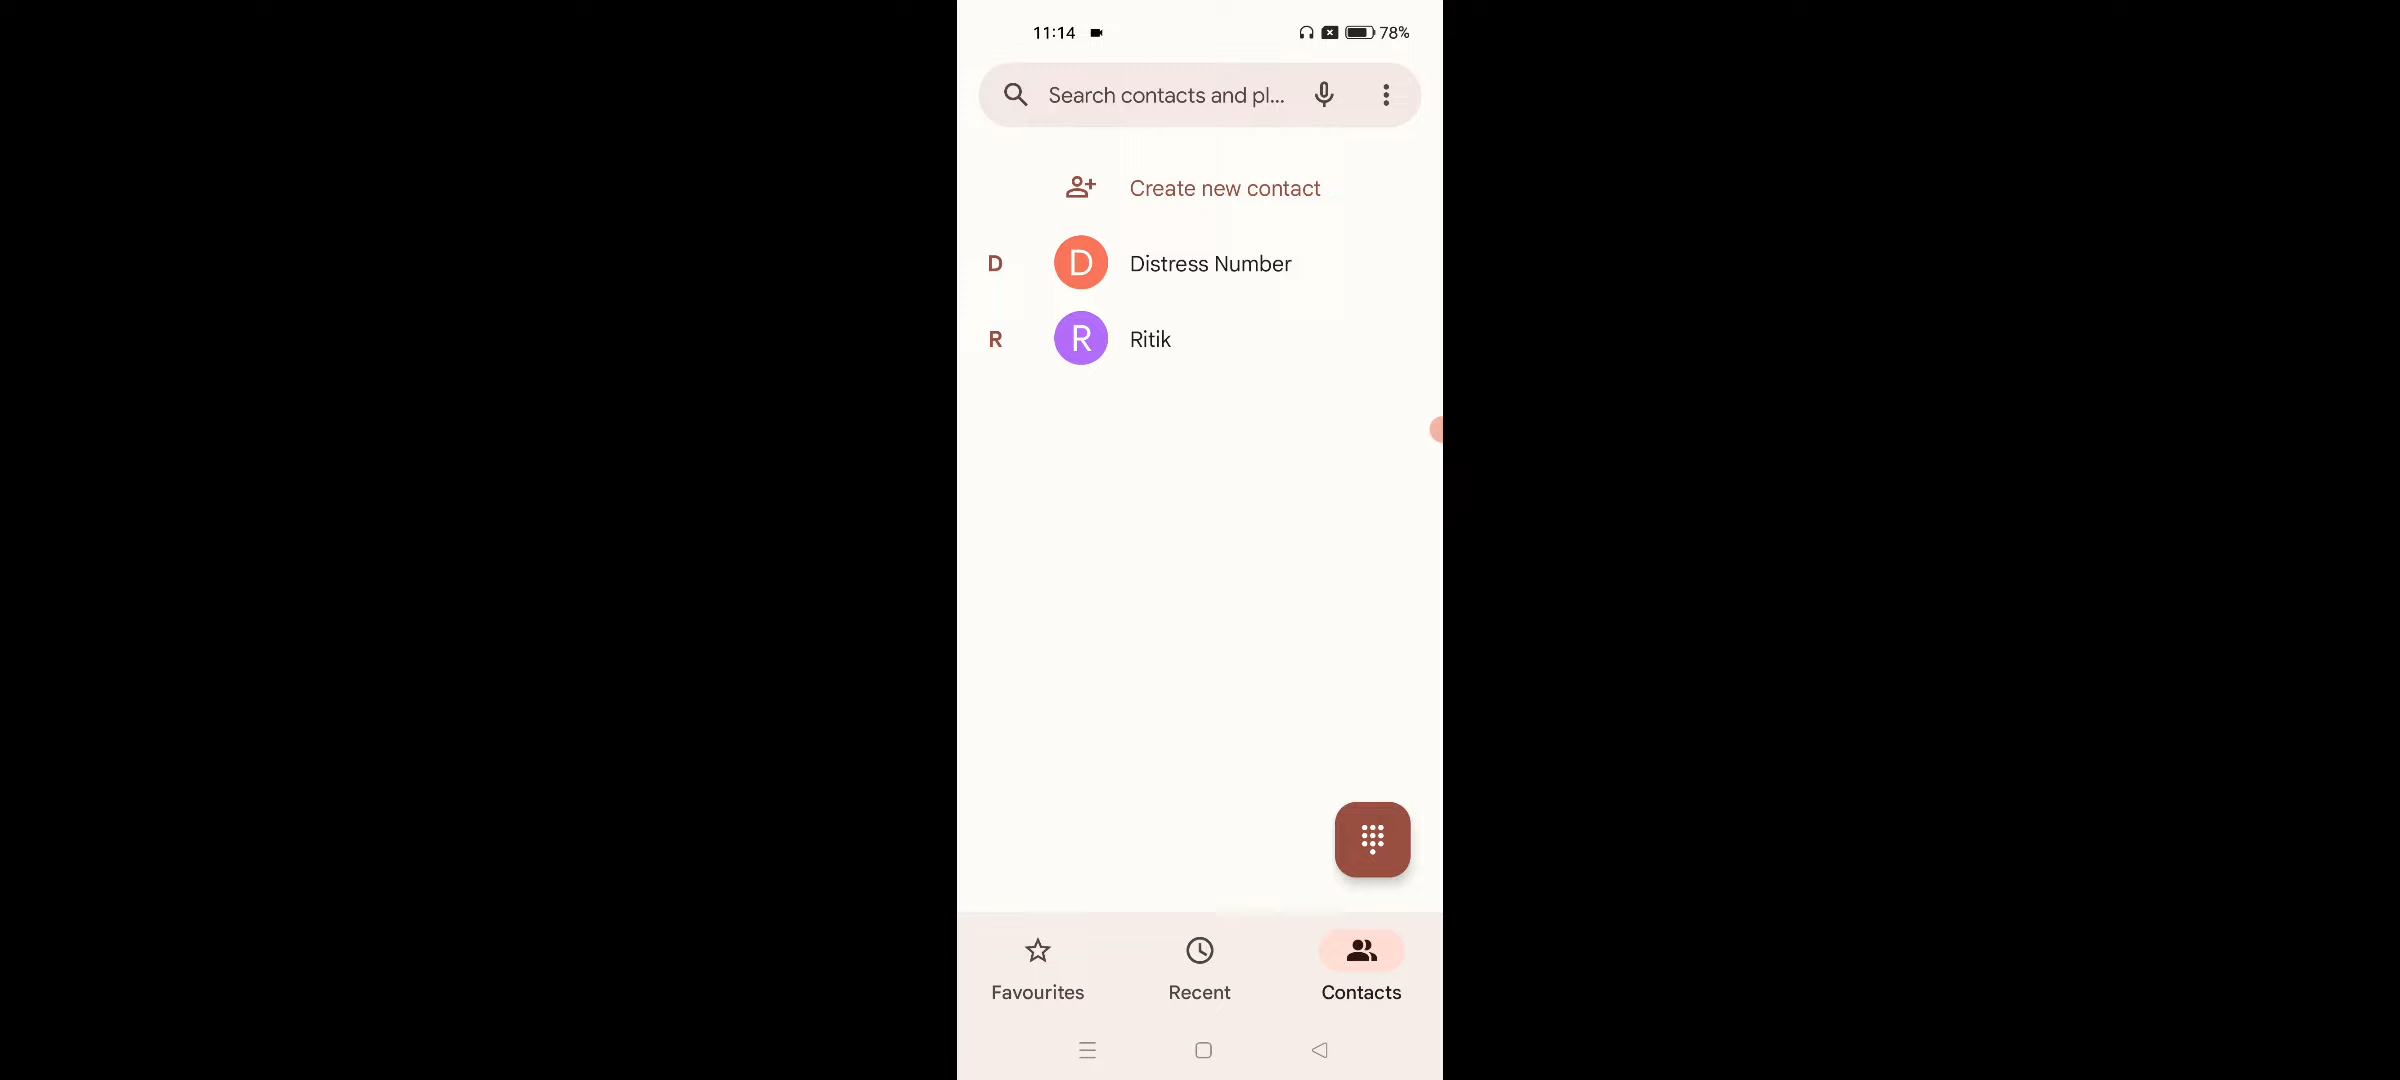 11:14 78%
Search contacts and pl...
Create new contact
D D Distress Number
R R Ritik
Favourites Recent Contacts